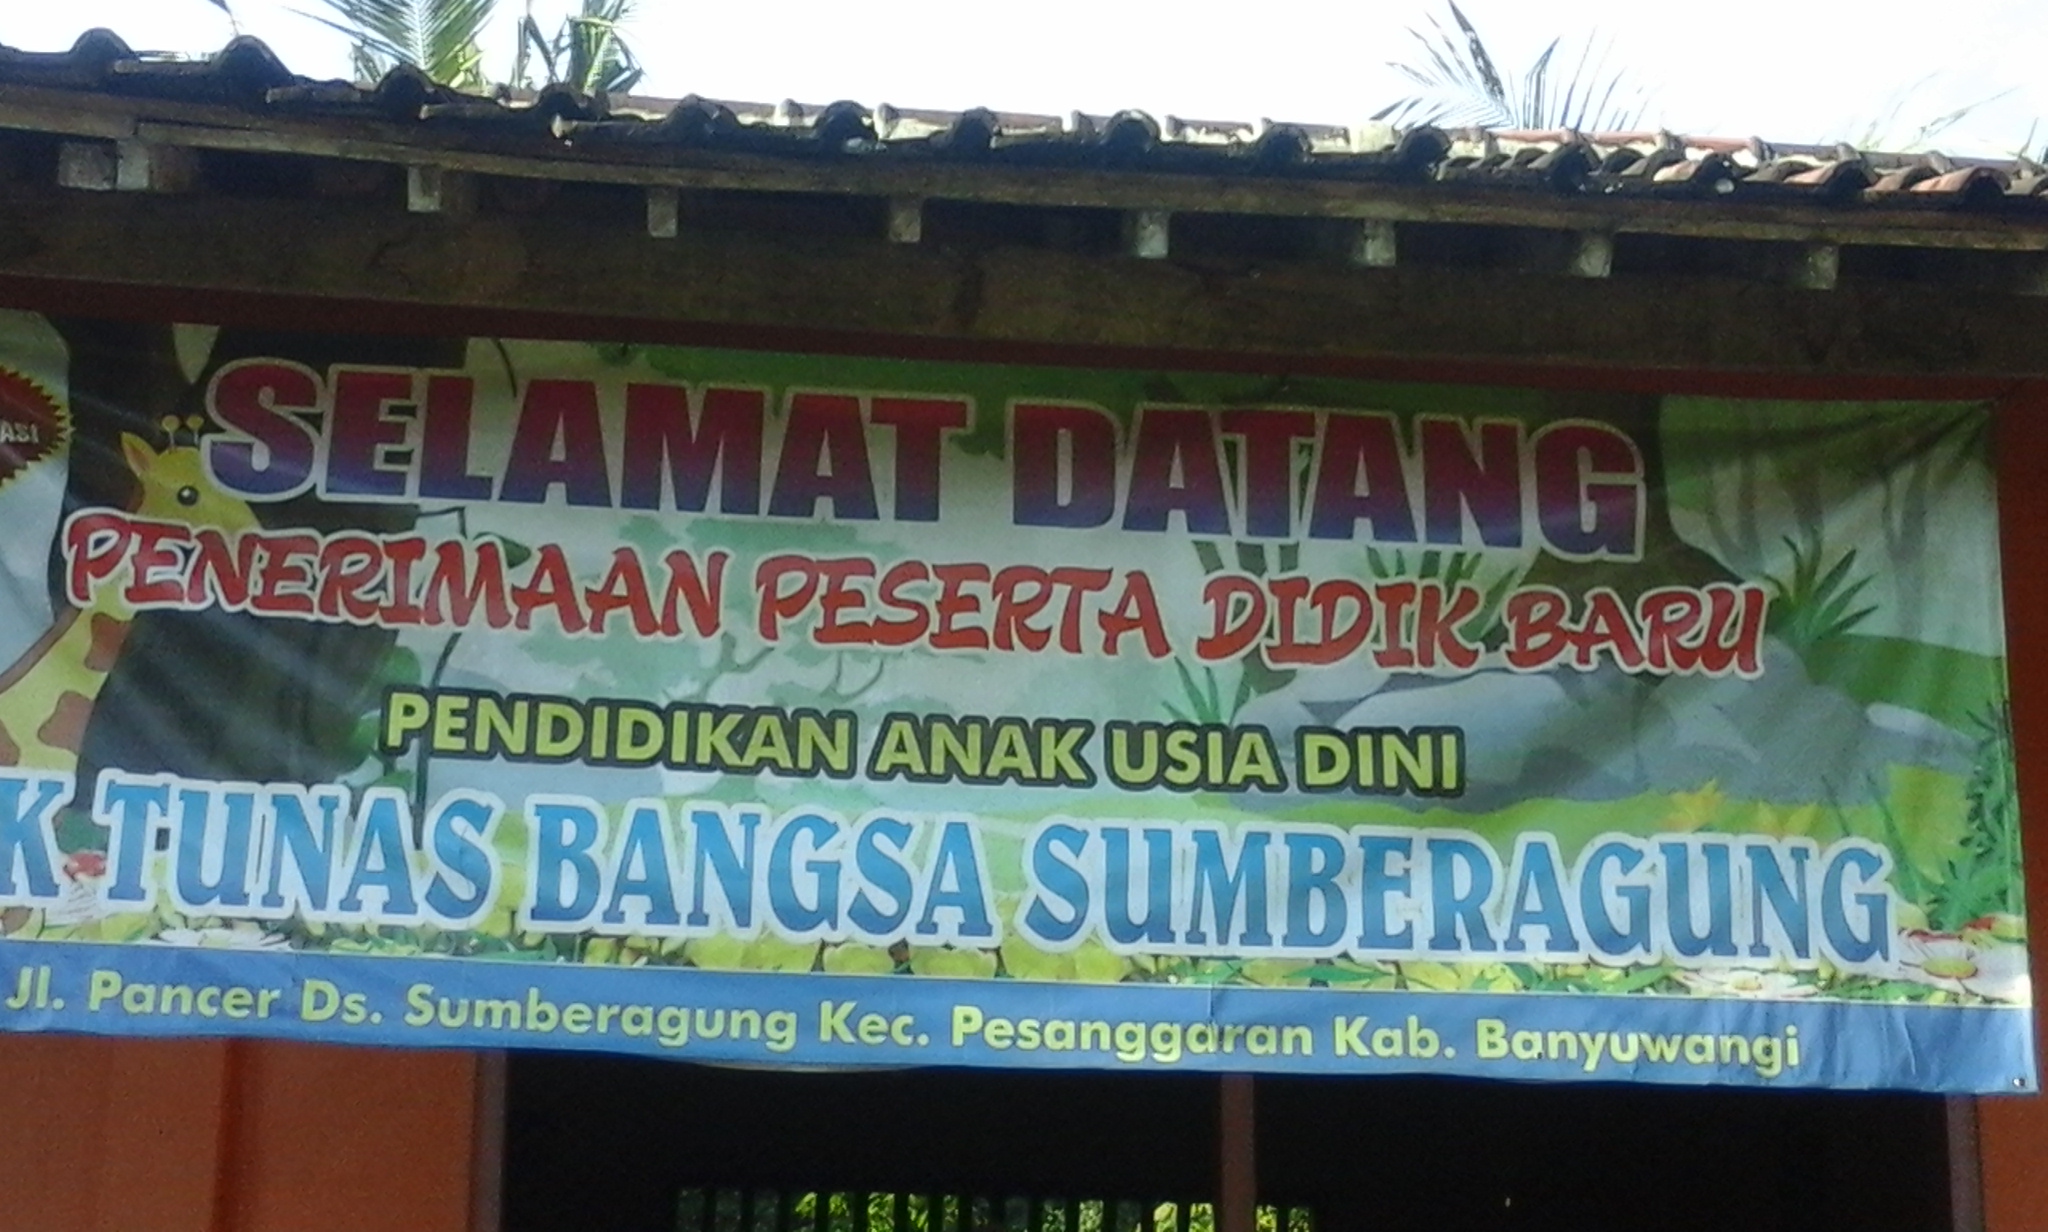 ASI
SELAMAT DATANG
PENERIMAAN PESERTA DIDIK BARU
PENDIDIKAN ANAK USIA DINI
K TUNAS BANGSA SUMBERAGUNG
Jl. Pancer Ds. Sumberagung Kec. Pesanggaran Kab. Banyuwangi